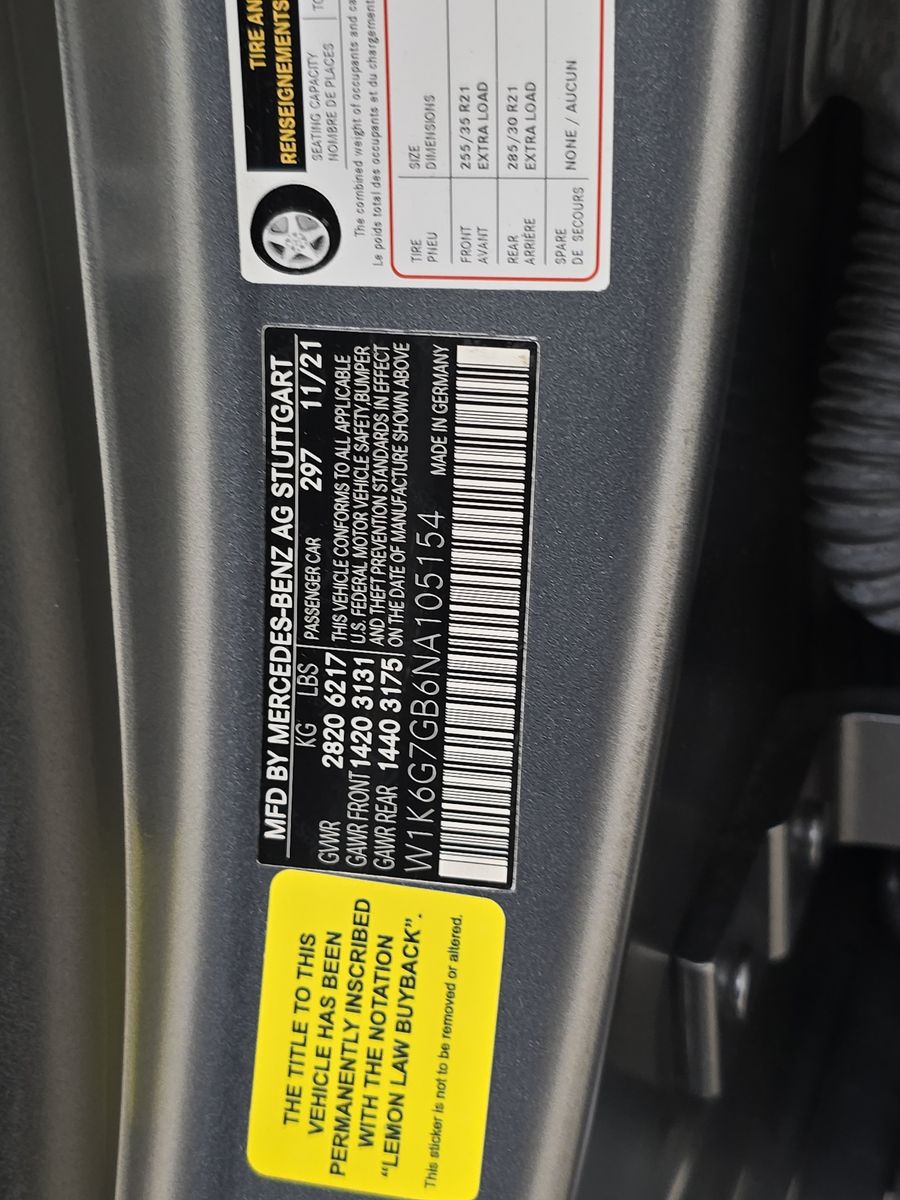 TIRE AN
RENSEIGNEMENTS
SEATING CAPACITY
NOMBRE DE PLACES
The combined weight of occupants and ca
Le poids total des occupants et du chargement
TIRE SIZE
PNEU DIMENSIONS
FRONT 255/35 R21
AVANT EXTRA LOAD
REAR 285/30 R21
ARRIÈRE EXTRA LOAD
SPARE NONE / AUCUN
DE SECOURS
MFD BY MERCEDES-BENZ AG STUTTGART
KG LBS PASSENGER CAR 297 11/21
GVWR 2820 6217 THIS VEHICLE CONFORMS TO ALL APPLICABLE
GAWR FRONT 1420 3131 U.S. FEDERAL MOTOR VEHICLE SAFETY,BUMPER
GAWR REAR 1440 3175 AND THEFT PREVENTION STANDARDS IN EFFECT
ON THE DATE OF MANUFACTURE SHOWN ABOVE
W1K6G7GB6NA105154 MADE IN GERMANY
THE TITLE TO THIS
VEHICLE HAS BEEN
PERMANENTLY INSCRIBED
WITH THE NOTATION
“LEMON LAW BUYBACK”.
This sticker is not to be removed or altered.